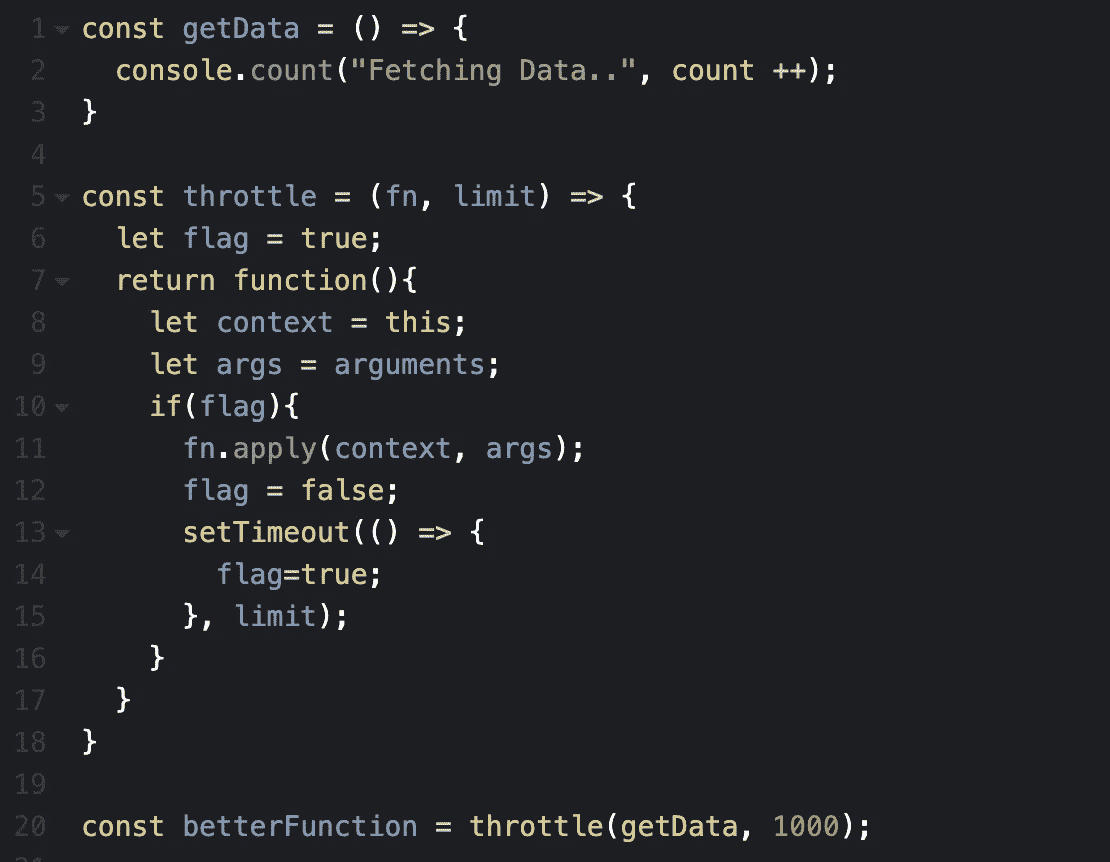 1 const getData = () => {
2   console.count("Fetching Data..", count ++);
3 }
4
5 const throttle = (fn, limit) => {
6   let flag = true;
7   return function(){
8     let context = this;
9     let args = arguments;
10     if(flag){
11       fn.apply(context, args);
12       flag = false;
13       setTimeout(() => {
14         flag=true;
15       }, limit);
16     }
17   }
18 }
19
20 const betterFunction = throttle(getData, 1000);